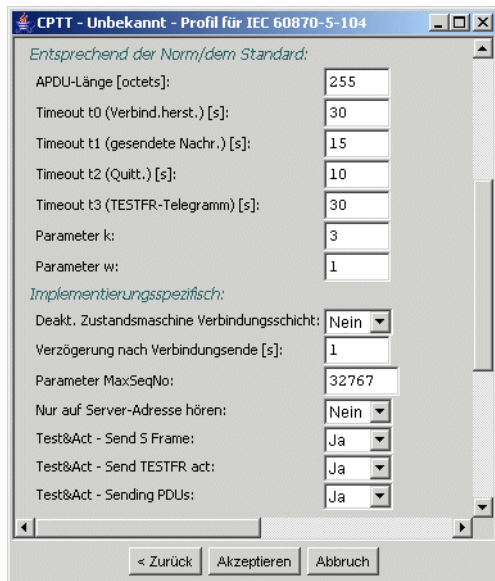 CPTT - Unbekannt - Profil für IEC 60870-5-104
Entsprechend der Norm/dem Standard:
APDU-Länge [octets]: 255
Timeout t0 (Verbind.herst.) [s]: 30
Timeout t1 (gesendete Nachr.) [s]: 15
Timeout t2 (Quitt.) [s]: 10
Timeout t3 (TESTFR-Telegramm) [s]: 30
Parameter k: 3
Parameter w: 1
Implementierungsspezifisch:
Deakt. Zustandsmaschine Verbindungsschicht: Nein
Verzögerung nach Verbindungsende [s]: 1
Parameter MaxSeqNo: 32767
Nur auf Server-Adresse hören: Nein
Test&Act - Send S Frame: Ja
Test&Act - Send TESTFR act: Ja
Test&Act - Sending PDUs: Ja
< Zurück Akzeptieren Abbruch